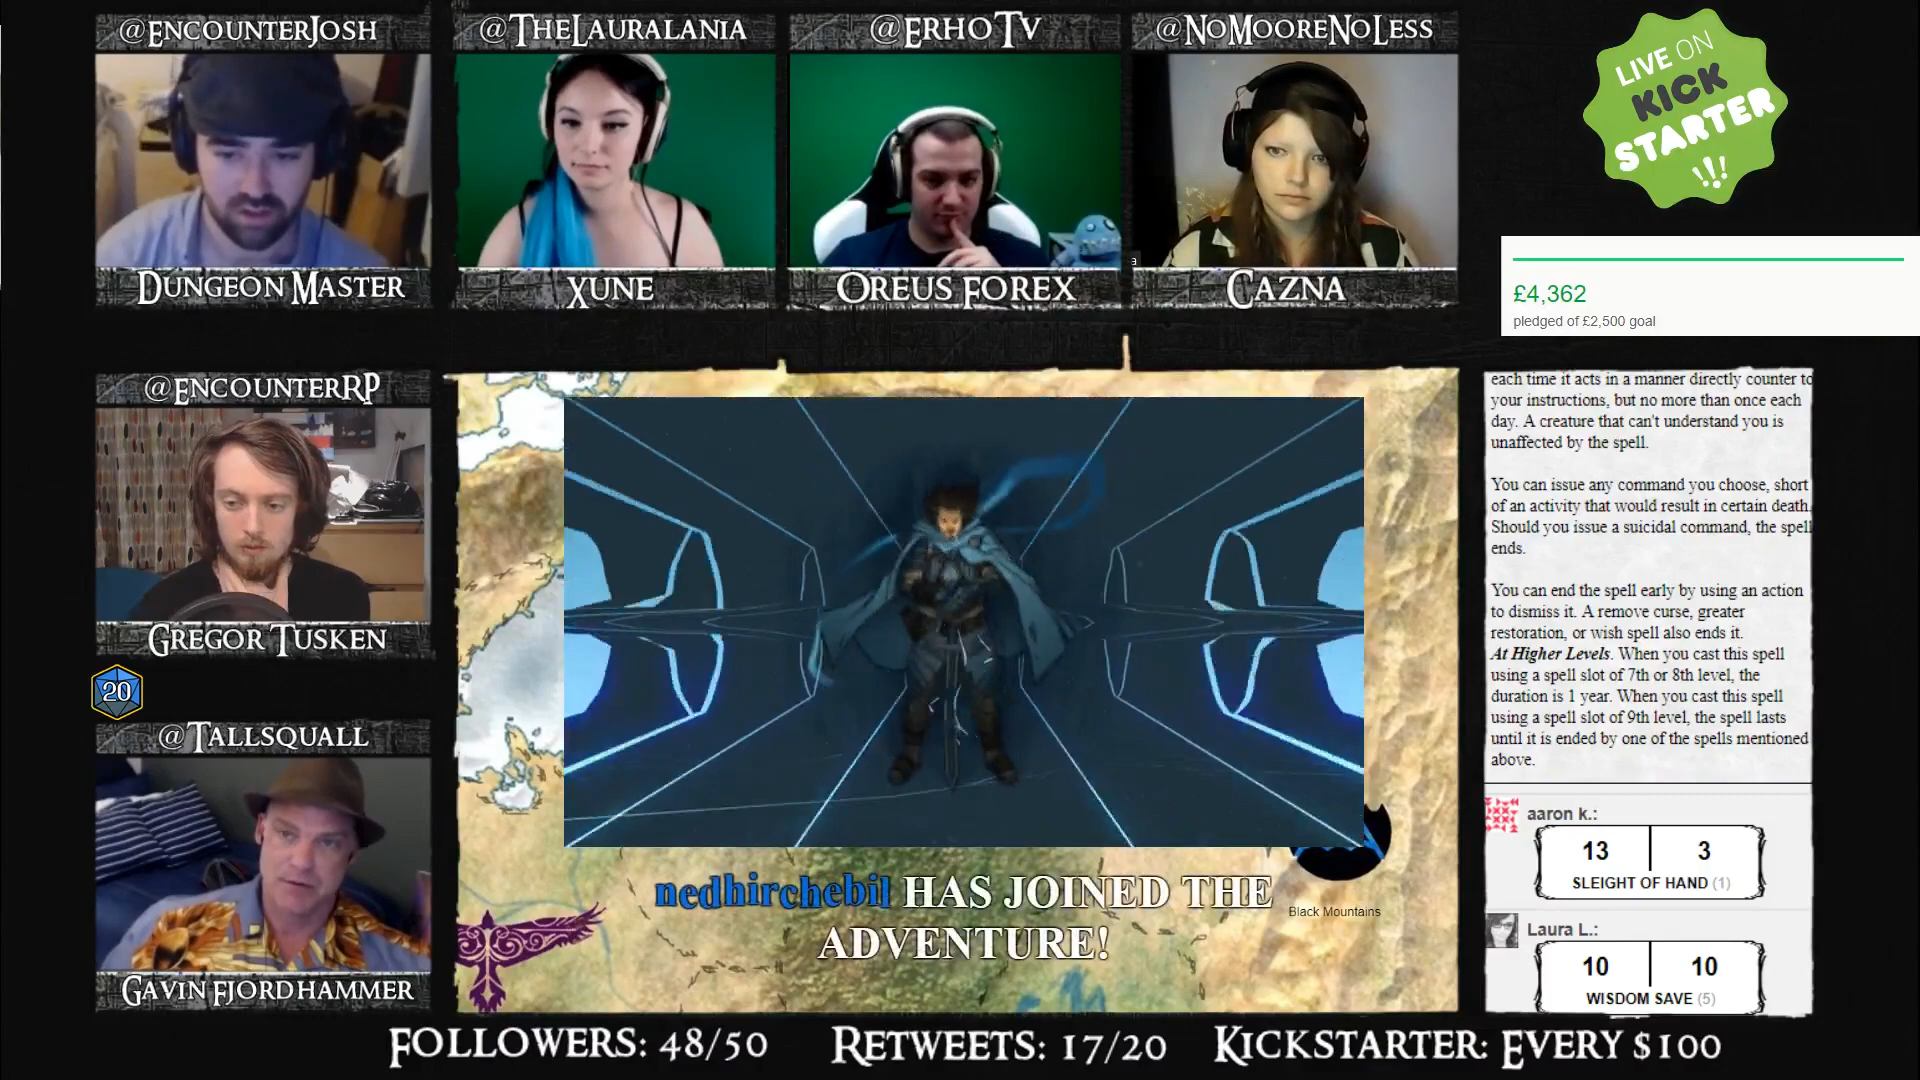 @EncounterJosh
@TheLauralania
@ErhoTv
@NoMooreNoLess
Dungeon Master
Xune
Oreus Forex
Cazna
LIVE ON
KICK
STARTER
!!!
£4,362
pledged of £2,500 goal
@EncounterRP
Gregor Tusken
20
@Tallsquall
Gavin Fjordhammer
a
nedhirchebil HAS JOINED THE
ADVENTURE!
Black Mountains
each time it acts in a manner directly counter to
your instructions, but no more than once each
day. A creature that can't understand you is
unaffected by the spell.
You can issue any command you choose, short
of an activity that would result in certain death.
Should you issue a suicidal command, the spell
ends.
You can end the spell early by using an action
to dismiss it. A remove curse, greater
restoration, or wish spell also ends it.
At Higher Levels. When you cast this spell
using a spell slot of 7th or 8th level, the
duration is 1 year. When you cast this spell
using a spell slot of 9th level, the spell lasts
until it is ended by one of the spells mentioned
above.
aaron k.:
13 3
SLEIGHT OF HAND (1)
Laura L.:
10 10
WISDOM SAVE (5)
Followers: 48/50 Retweets: 17/20 Kickstarter: Every $100